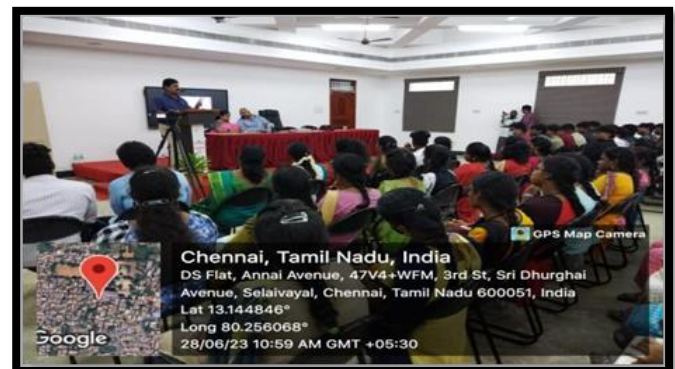 GPS Map Camera
Chennai, Tamil Nadu, India
DS Flat, Annai Avenue, 47V4+WFM, 3rd St, Sri Dhurghai
Avenue, Selaivayal, Chennai, Tamil Nadu 600051, India
Lat 13.144846°
Long 80.256068°
28/06/23 10:59 AM GMT +05:30
Google